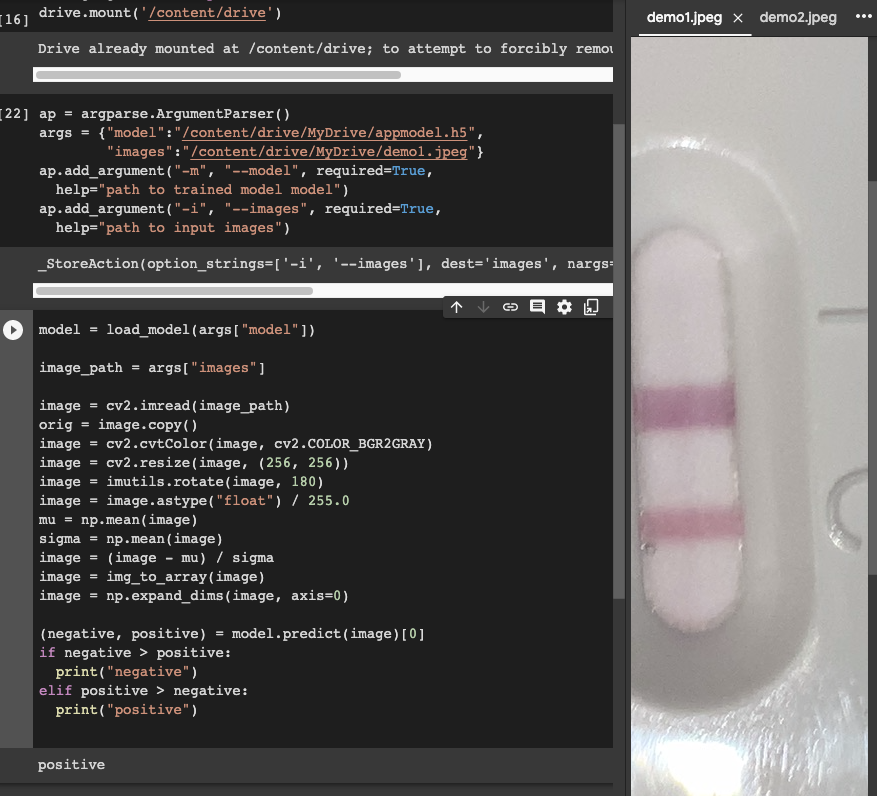 [16]
drive.mount('/content/drive')
Drive already mounted at /content/drive; to attempt to forcibly
[22]
ap = argparse.ArgumentParser()
args = {"model":"/content/drive/MyDrive/appmodel.h5",
"images":"/content/drive/MyDrive/demo1.jpeg"}
ap.add_argument("-m", "--model", required=True,
help="path to trained model model")
ap.add_argument("-i", "--images", required=True,
help="path to input images")
_StoreAction(option_strings=['-i', '--images'], dest='images', nargs=
model = load_model(args["model"])
image_path = args["images"]
image = cv2.imread(image_path)
orig = image.copy()
image = cv2.cvtColor(image, cv2.COLOR_BGR2GRAY)
image = cv2.resize(image, (256, 256))
image = imutils.rotate(image, 180)
image = image.astype("float") / 255.0
mu = np.mean(image)
sigma = np.mean(image)
image = (image - mu) / sigma
image = img_to_array(image)
image = np.expand_dims(image, axis=0)
(negative, positive) = model.predict(image)[0]
if negative > positive:
print("negative")
elif positive > negative:
print("positive")
positive
demo1.jpeg × demo2.jpeg •••
C